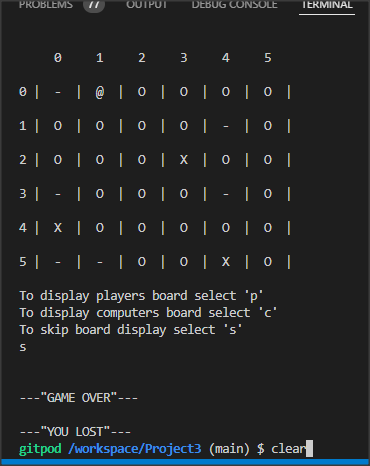 PROBLEMS 77 OUTPUT DEBUG CONSOLE TERMINAL
0 1 2 3 4 5
0 | - | @ | O | O | O | O |
1 | O | O | O | O | - | O |
2 | O | O | O | X | O | O |
3 | - | O | O | O | - | O |
4 | X | O | O | O | O | O |
5 | - | - | O | O | X | O |
To display players board select 'p'
To display computers board select 'c'
To skip board display select 's'
s
---"GAME OVER"---
---"YOU LOST"---
gitpod /workspace/Project3 (main) $ clear